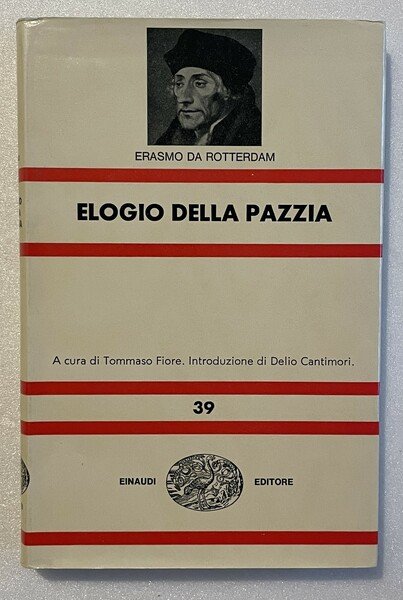 ERASMO DA ROTTERDAM
ELOGIO DELLA PAZZIA
A cura di Tommaso Fiore. Introduzione di Delio Cantimori.
39
EINAUDI EDITORE